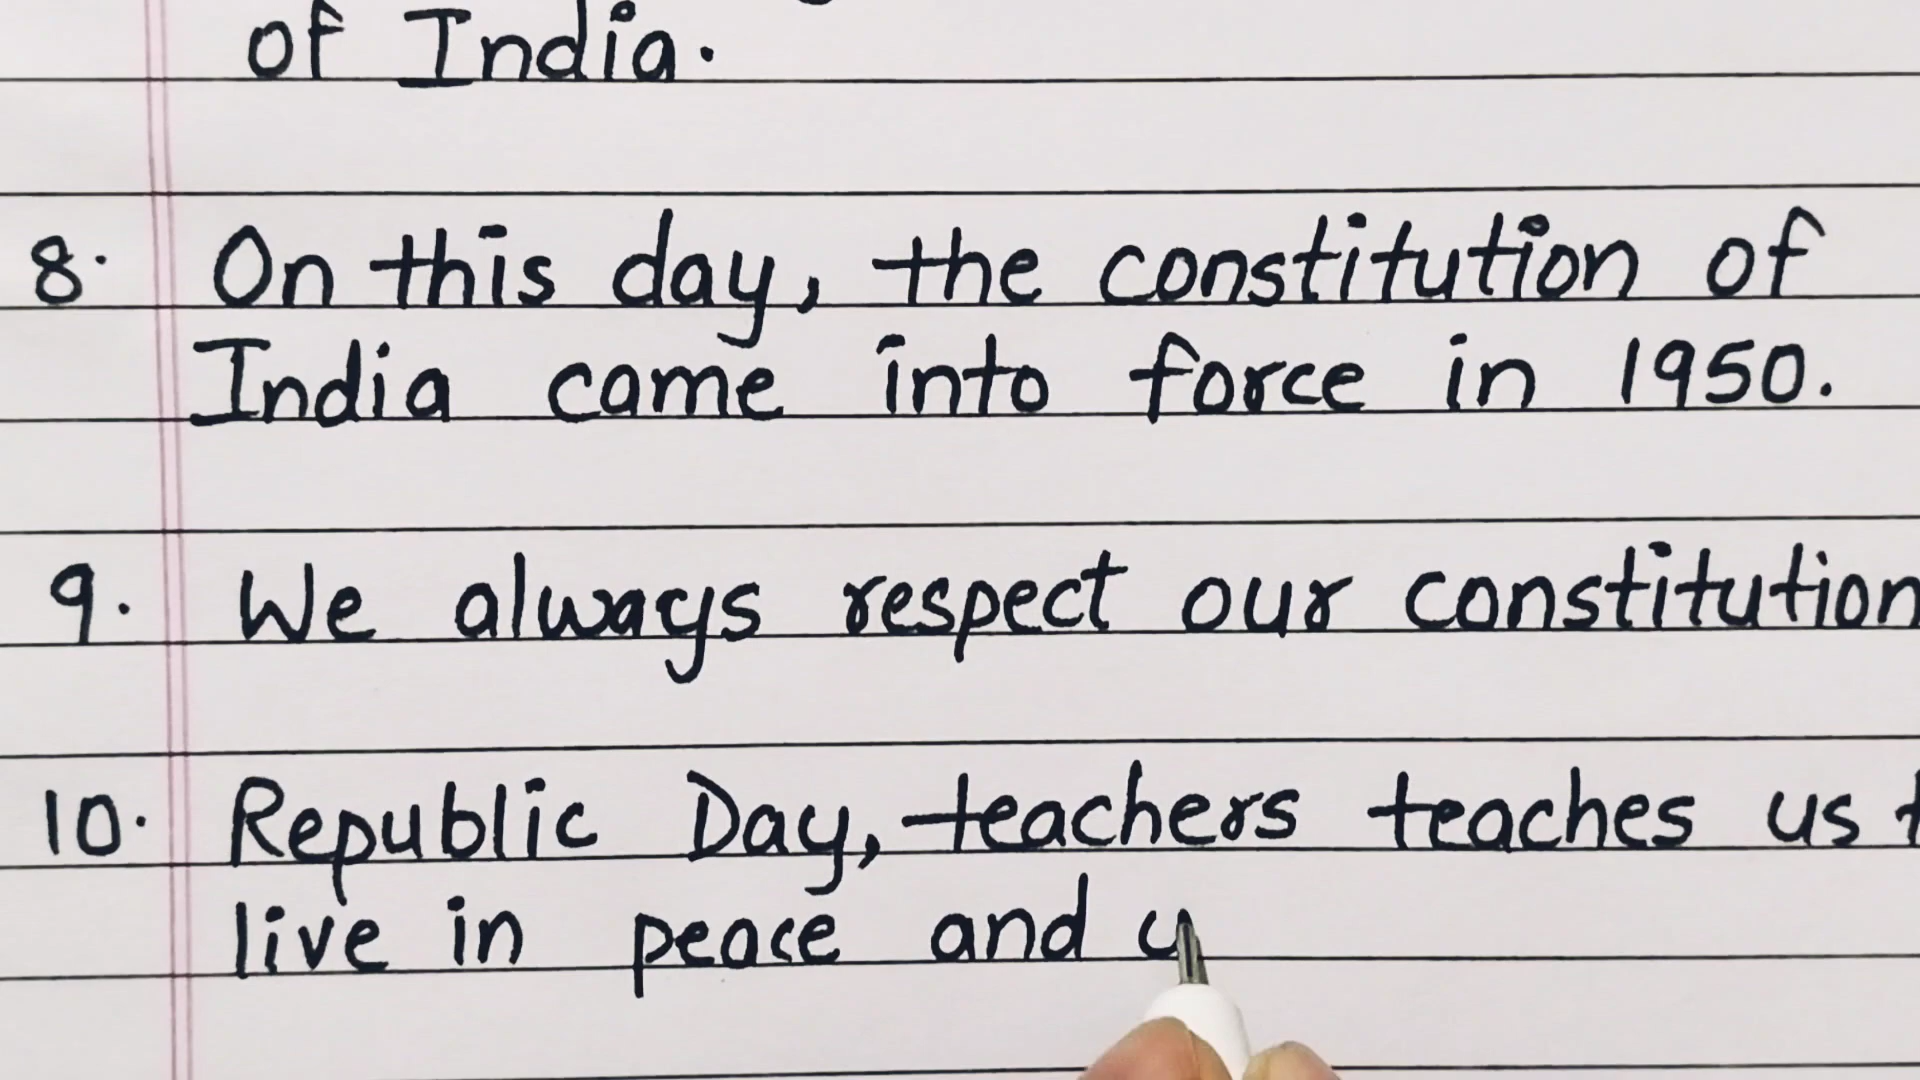 of India.
8. On this day, the constitution of
India came into force in 1950.
9. We always respect our constitution
10. Republic Day, teachers teaches us
live in peace and